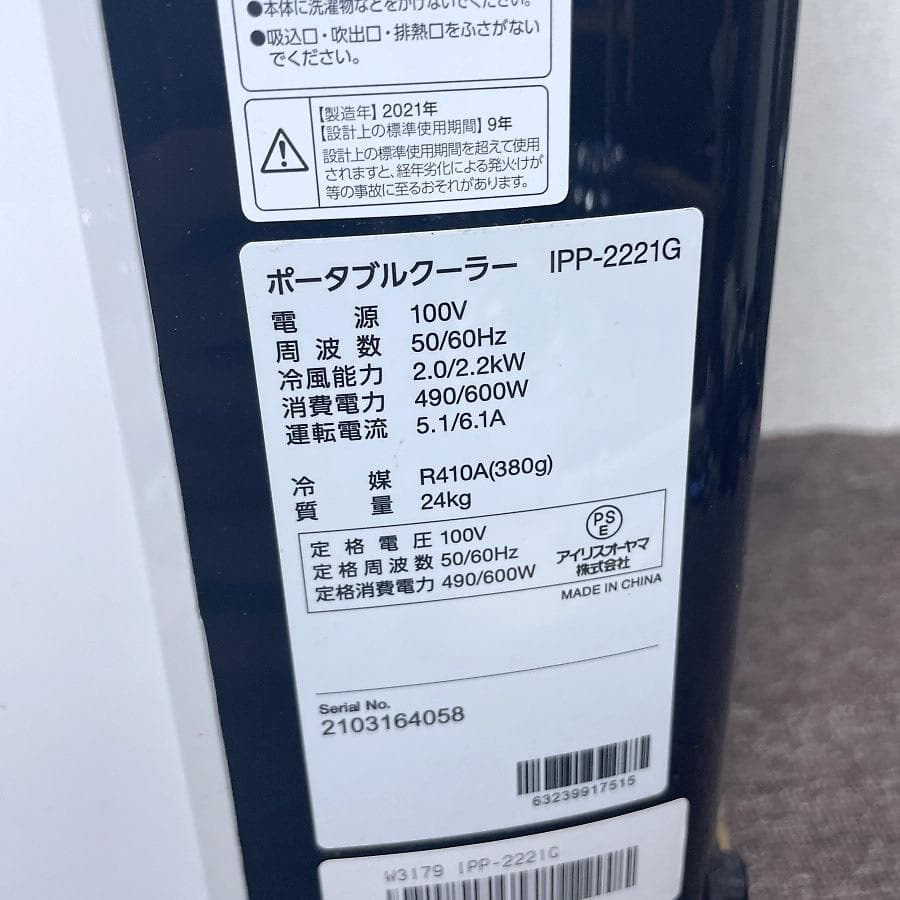 ●本体に洗濯物などをかけないでください。
●吸込口・吹出口・排熱口をふさがない
でください。
【製造年】2021年
【設計上の標準使用期間】9年
設計上の標準使用期間を超えて使用
されますと、経年劣化による発火けが
等の事故に至るおそれがあります。
ポータブルクーラー IPP-2221G
電源 100V
周波数 50/60Hz
冷風能力 2.0/2.2kW
消費電力 490/600W
運転電流 5.1/6.1A
冷媒 R410A(380g)
質量 24kg
定格電圧 100V
定格周波数 50/60Hz
定格消費電力 490/600W
PS
E
アイリスオーヤマ
株式会社
MADE IN CHINA
Serial No.
2103164058
63239917515
W3179 IPP-2221G